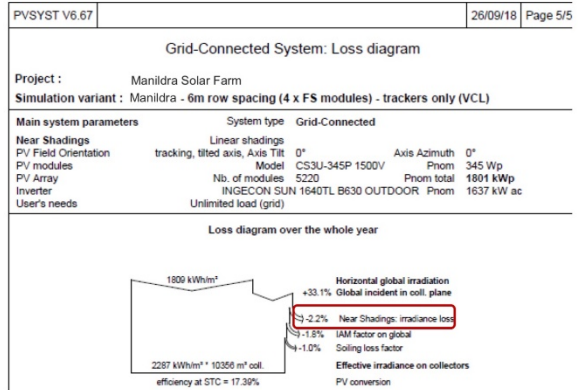 PVSYST V6.67 26/09/18 Page 5/5
Grid-Connected System: Loss diagram
Project : Manildra Solar Farm
Simulation variant : Manildra - 6m row spacing (4 x FS modules) - trackers only (VCL)
Main system parameters System type Grid-Connected
Near Shadings Linear shadings
PV Field Orientation tracking, tilted axis, Axis Tilt 0° Axis Azimuth 0°
PV modules Model CS3U-345P 1500V Pnom 345 Wp
PV Array Nb. of modules 5220 Pnom total 1801 kWp
Inverter INGECON SUN 1640TL B630 OUTDOOR Pnom 1637 kW ac
User's needs Unlimited load (grid)
Loss diagram over the whole year
1809 kWh/m² Horizontal global irradiation
+33.1% Global incident in coll. plane
-2.2% Near Shadings: irradiance loss
-1.8% IAM factor on global
-1.0% Soiling loss factor
2287 kWh/m² * 10356 m² coll. Effective irradiance on collectors
efficiency at STC = 17.39% PV conversion